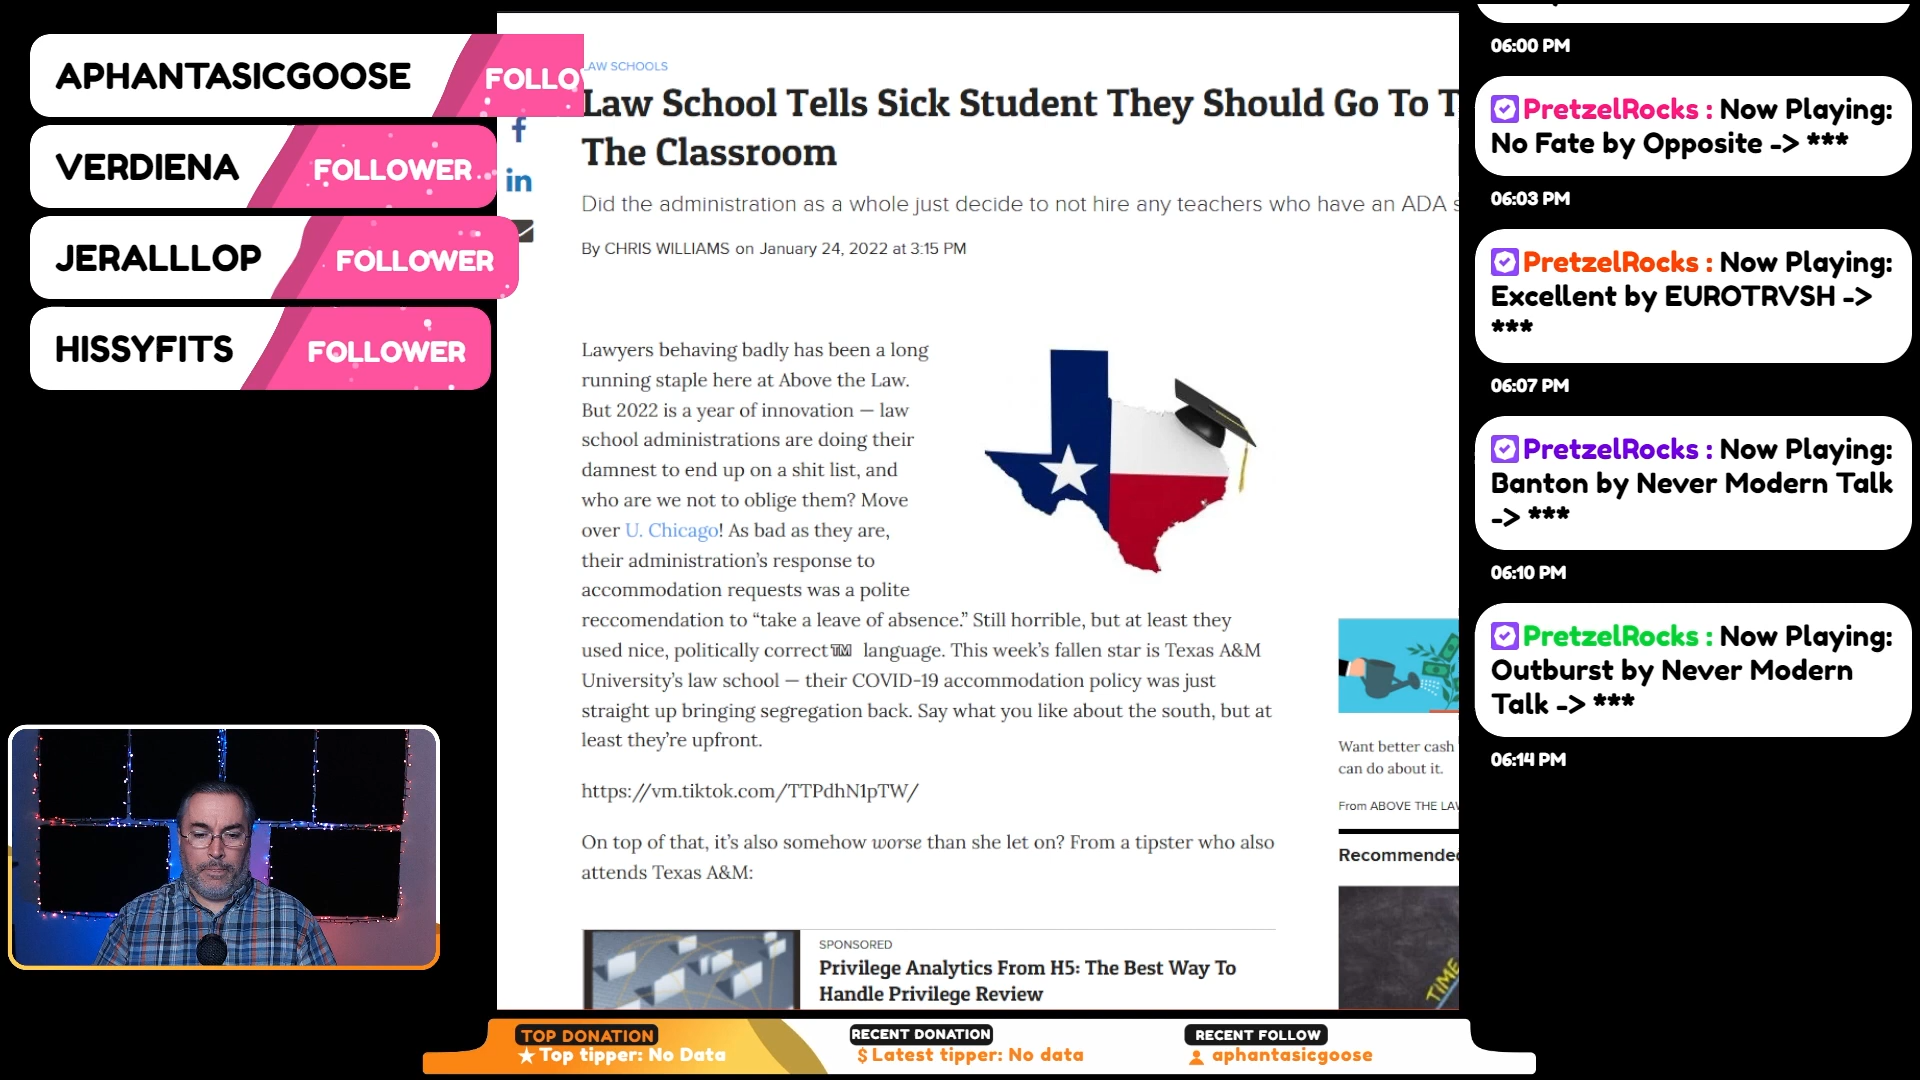 APHANTASICGOOSE
FOLLO
VERDIENA
FOLLOWER
JERALLLOP
FOLLOWER
HISSYFITS
FOLLOWER
LAW SCHOOLS
Law School Tells Sick Student They Should Go To T
The Classroom
Did the administration as a whole just decide to not hire any teachers who have an ADA s
By CHRIS WILLIAMS on January 24, 2022 at 3:15 PM
Lawyers behaving badly has been a long
running staple here at Above the Law.
But 2022 is a year of innovation — law
school administrations are doing their
damnest to end up on a shit list, and
who are we not to oblige them? Move
over U. Chicago! As bad as they are,
their administration’s response to
accommodation requests was a polite
reccomendation to “take a leave of absence.” Still horrible, but at least they
used nice, politically correct™ language. This week’s fallen star is Texas A&M
University’s law school — their COVID-19 accommodation policy was just
straight up bringing segregation back. Say what you like about the south, but at
least they’re upfront.
https://vm.tiktok.com/TTPdhN1pTW/
On top of that, it’s also somehow worse than she let on? From a tipster who also
attends Texas A&M:
SPONSORED
Privilege Analytics From H5: The Best Way To
Handle Privilege Review
Want better cash
can do about it.
From ABOVE THE LAW
Recommended
TIME
06:00 PM
PretzelRocks : Now Playing:
No Fate by Opposite -> ***
06:03 PM
PretzelRocks : Now Playing:
Excellent by EUROTRVSH ->
***
06:07 PM
PretzelRocks : Now Playing:
Banton by Never Modern Talk
-> ***
06:10 PM
PretzelRocks : Now Playing:
Outburst by Never Modern
Talk -> ***
06:14 PM
TOP DONATION
Top tipper: No Data
RECENT DONATION
$ Latest tipper: No data
RECENT FOLLOW
aphantasicgoose